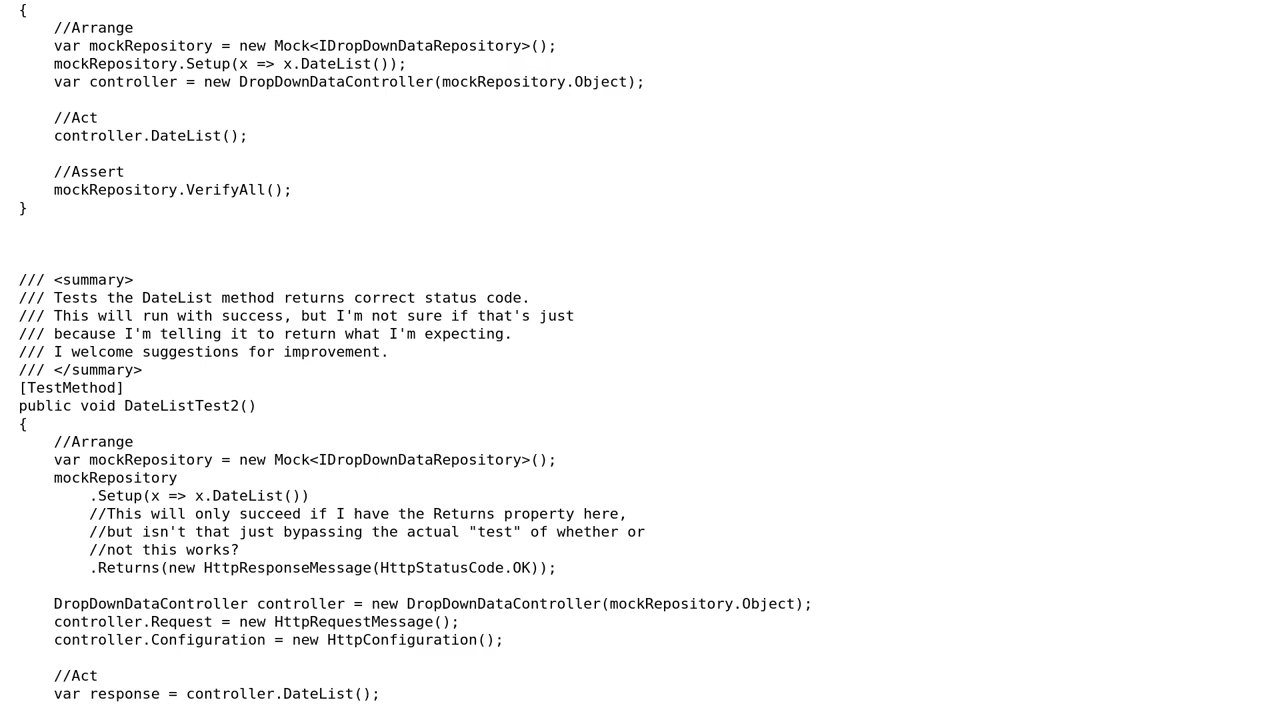 {
    //Arrange
    var mockRepository = new Mock<IDropDownDataRepository>();
    mockRepository.Setup(x => x.DateList());
    var controller = new DropDownDataController(mockRepository.Object);

    //Act
    controller.DateList();

    //Assert
    mockRepository.VerifyAll();
}

/// <summary>
/// Tests the DateList method returns correct status code.
/// This will run with success, but I'm not sure if that's just
/// because I'm telling it to return what I'm expecting.
/// I welcome suggestions for improvement.
/// </summary>
[TestMethod]
public void DateListTest2()
{
    //Arrange
    var mockRepository = new Mock<IDropDownDataRepository>();
    mockRepository
        .Setup(x => x.DateList())
        //This will only succeed if I have the Returns property here,
        //but isn't that just bypassing the actual "test" of whether or
        //not this works?
        .Returns(new HttpResponseMessage(HttpStatusCode.OK));

    DropDownDataController controller = new DropDownDataController(mockRepository.Object);
    controller.Request = new HttpRequestMessage();
    controller.Configuration = new HttpConfiguration();

    //Act
    var response = controller.DateList();